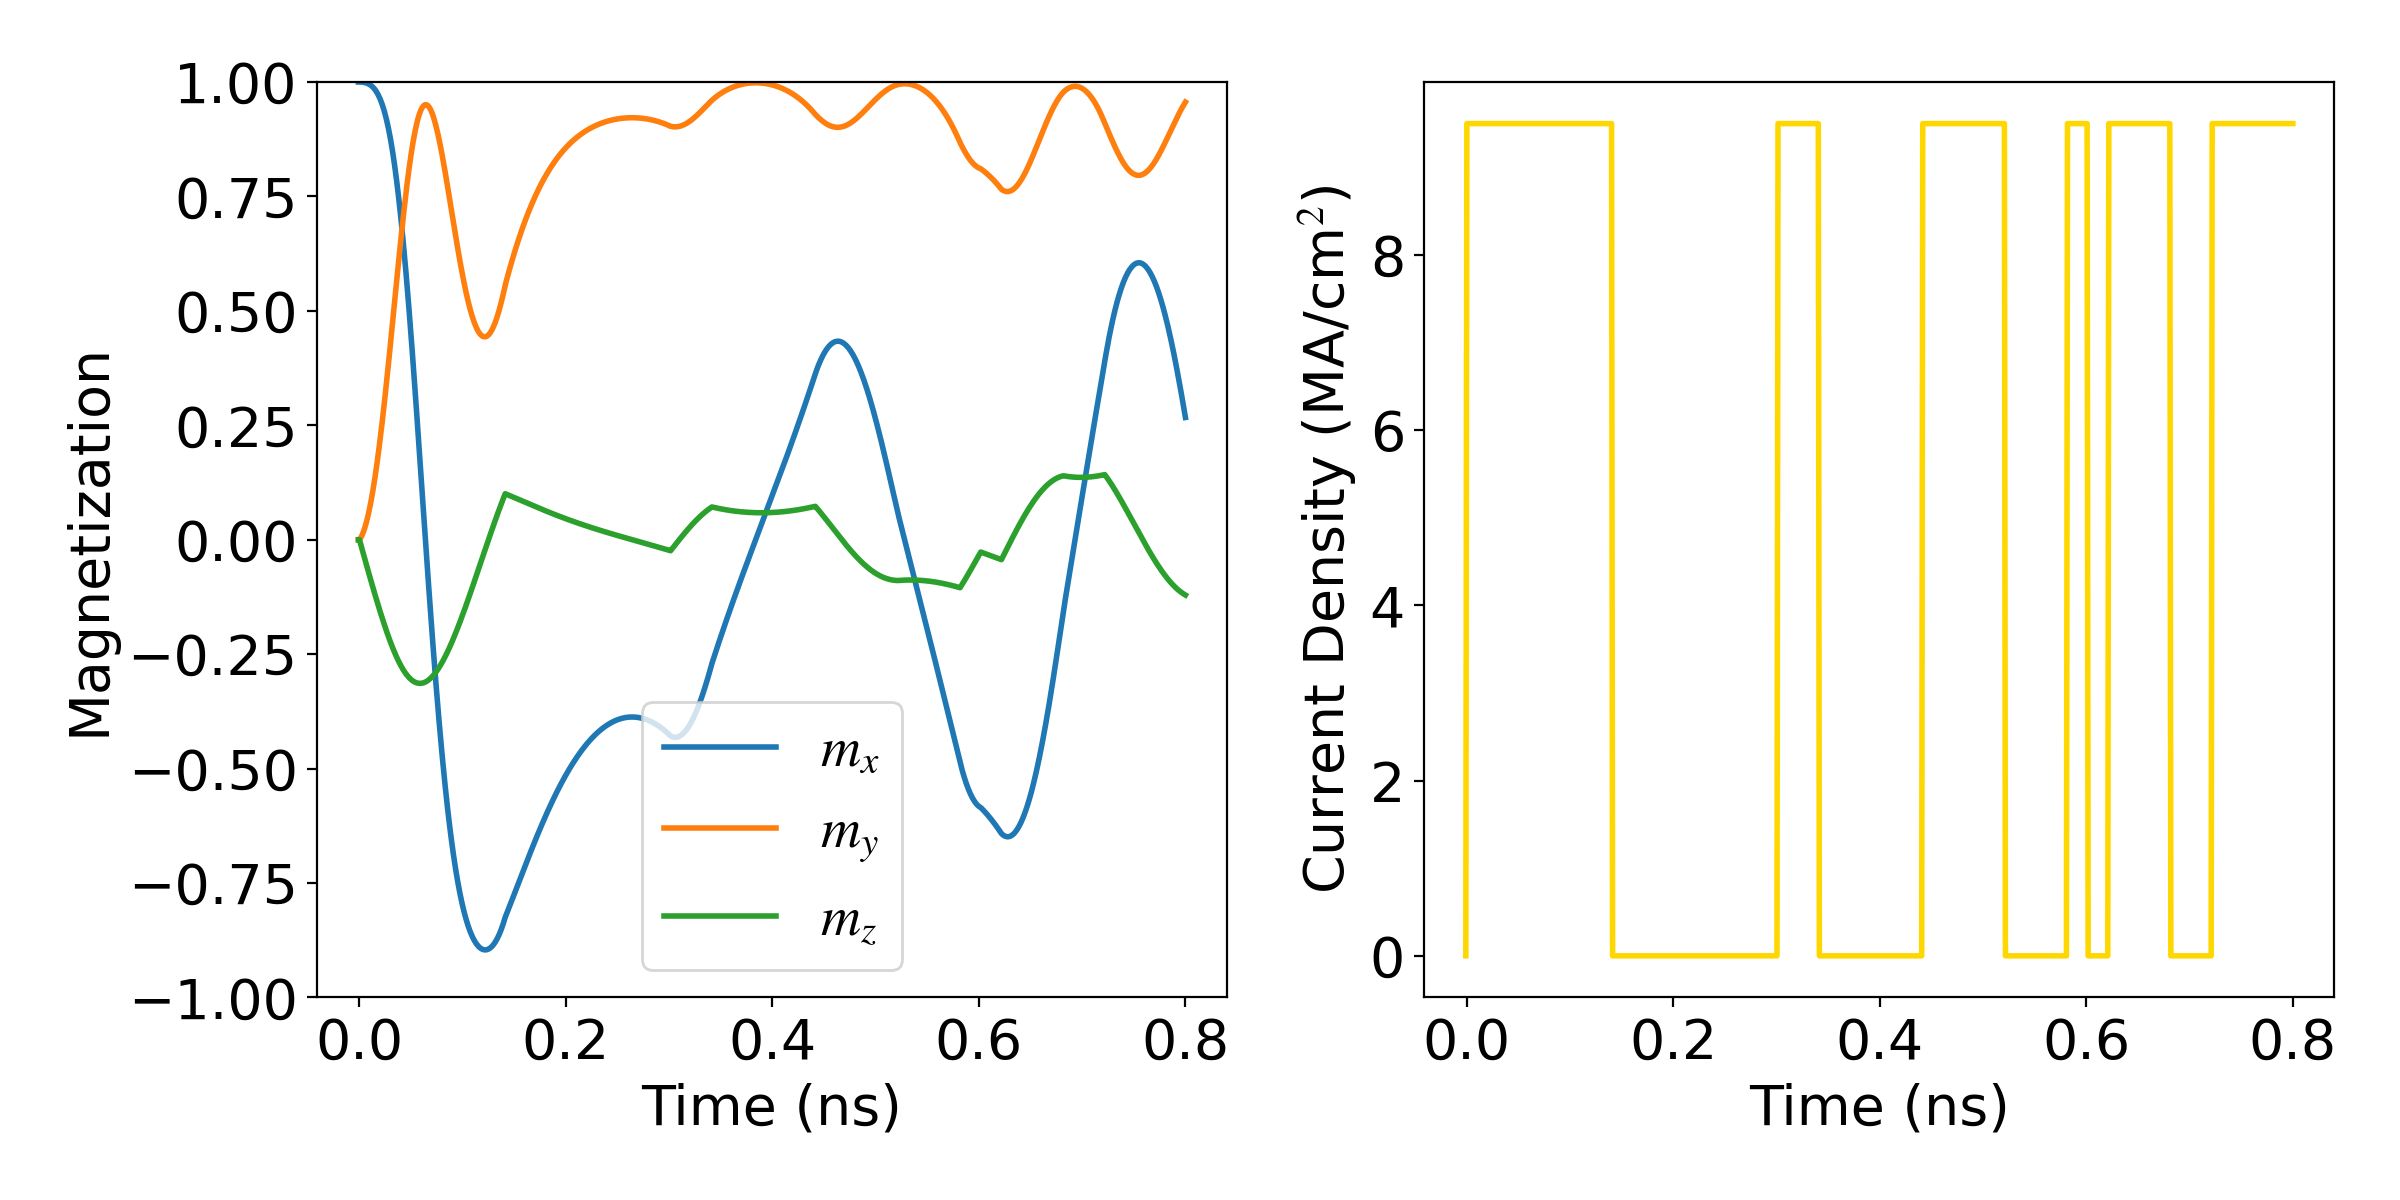 1.00
0.75
0.50
0.25
0.00
−0.25
−0.50
−0.75
−1.00
Magnetization
0.0 0.2 0.4 0.6 0.8
Time (ns)
m_x
m_y
m_z
8
6
4
2
0
Current Density (MA/cm²)
0.0 0.2 0.4 0.6 0.8
Time (ns)